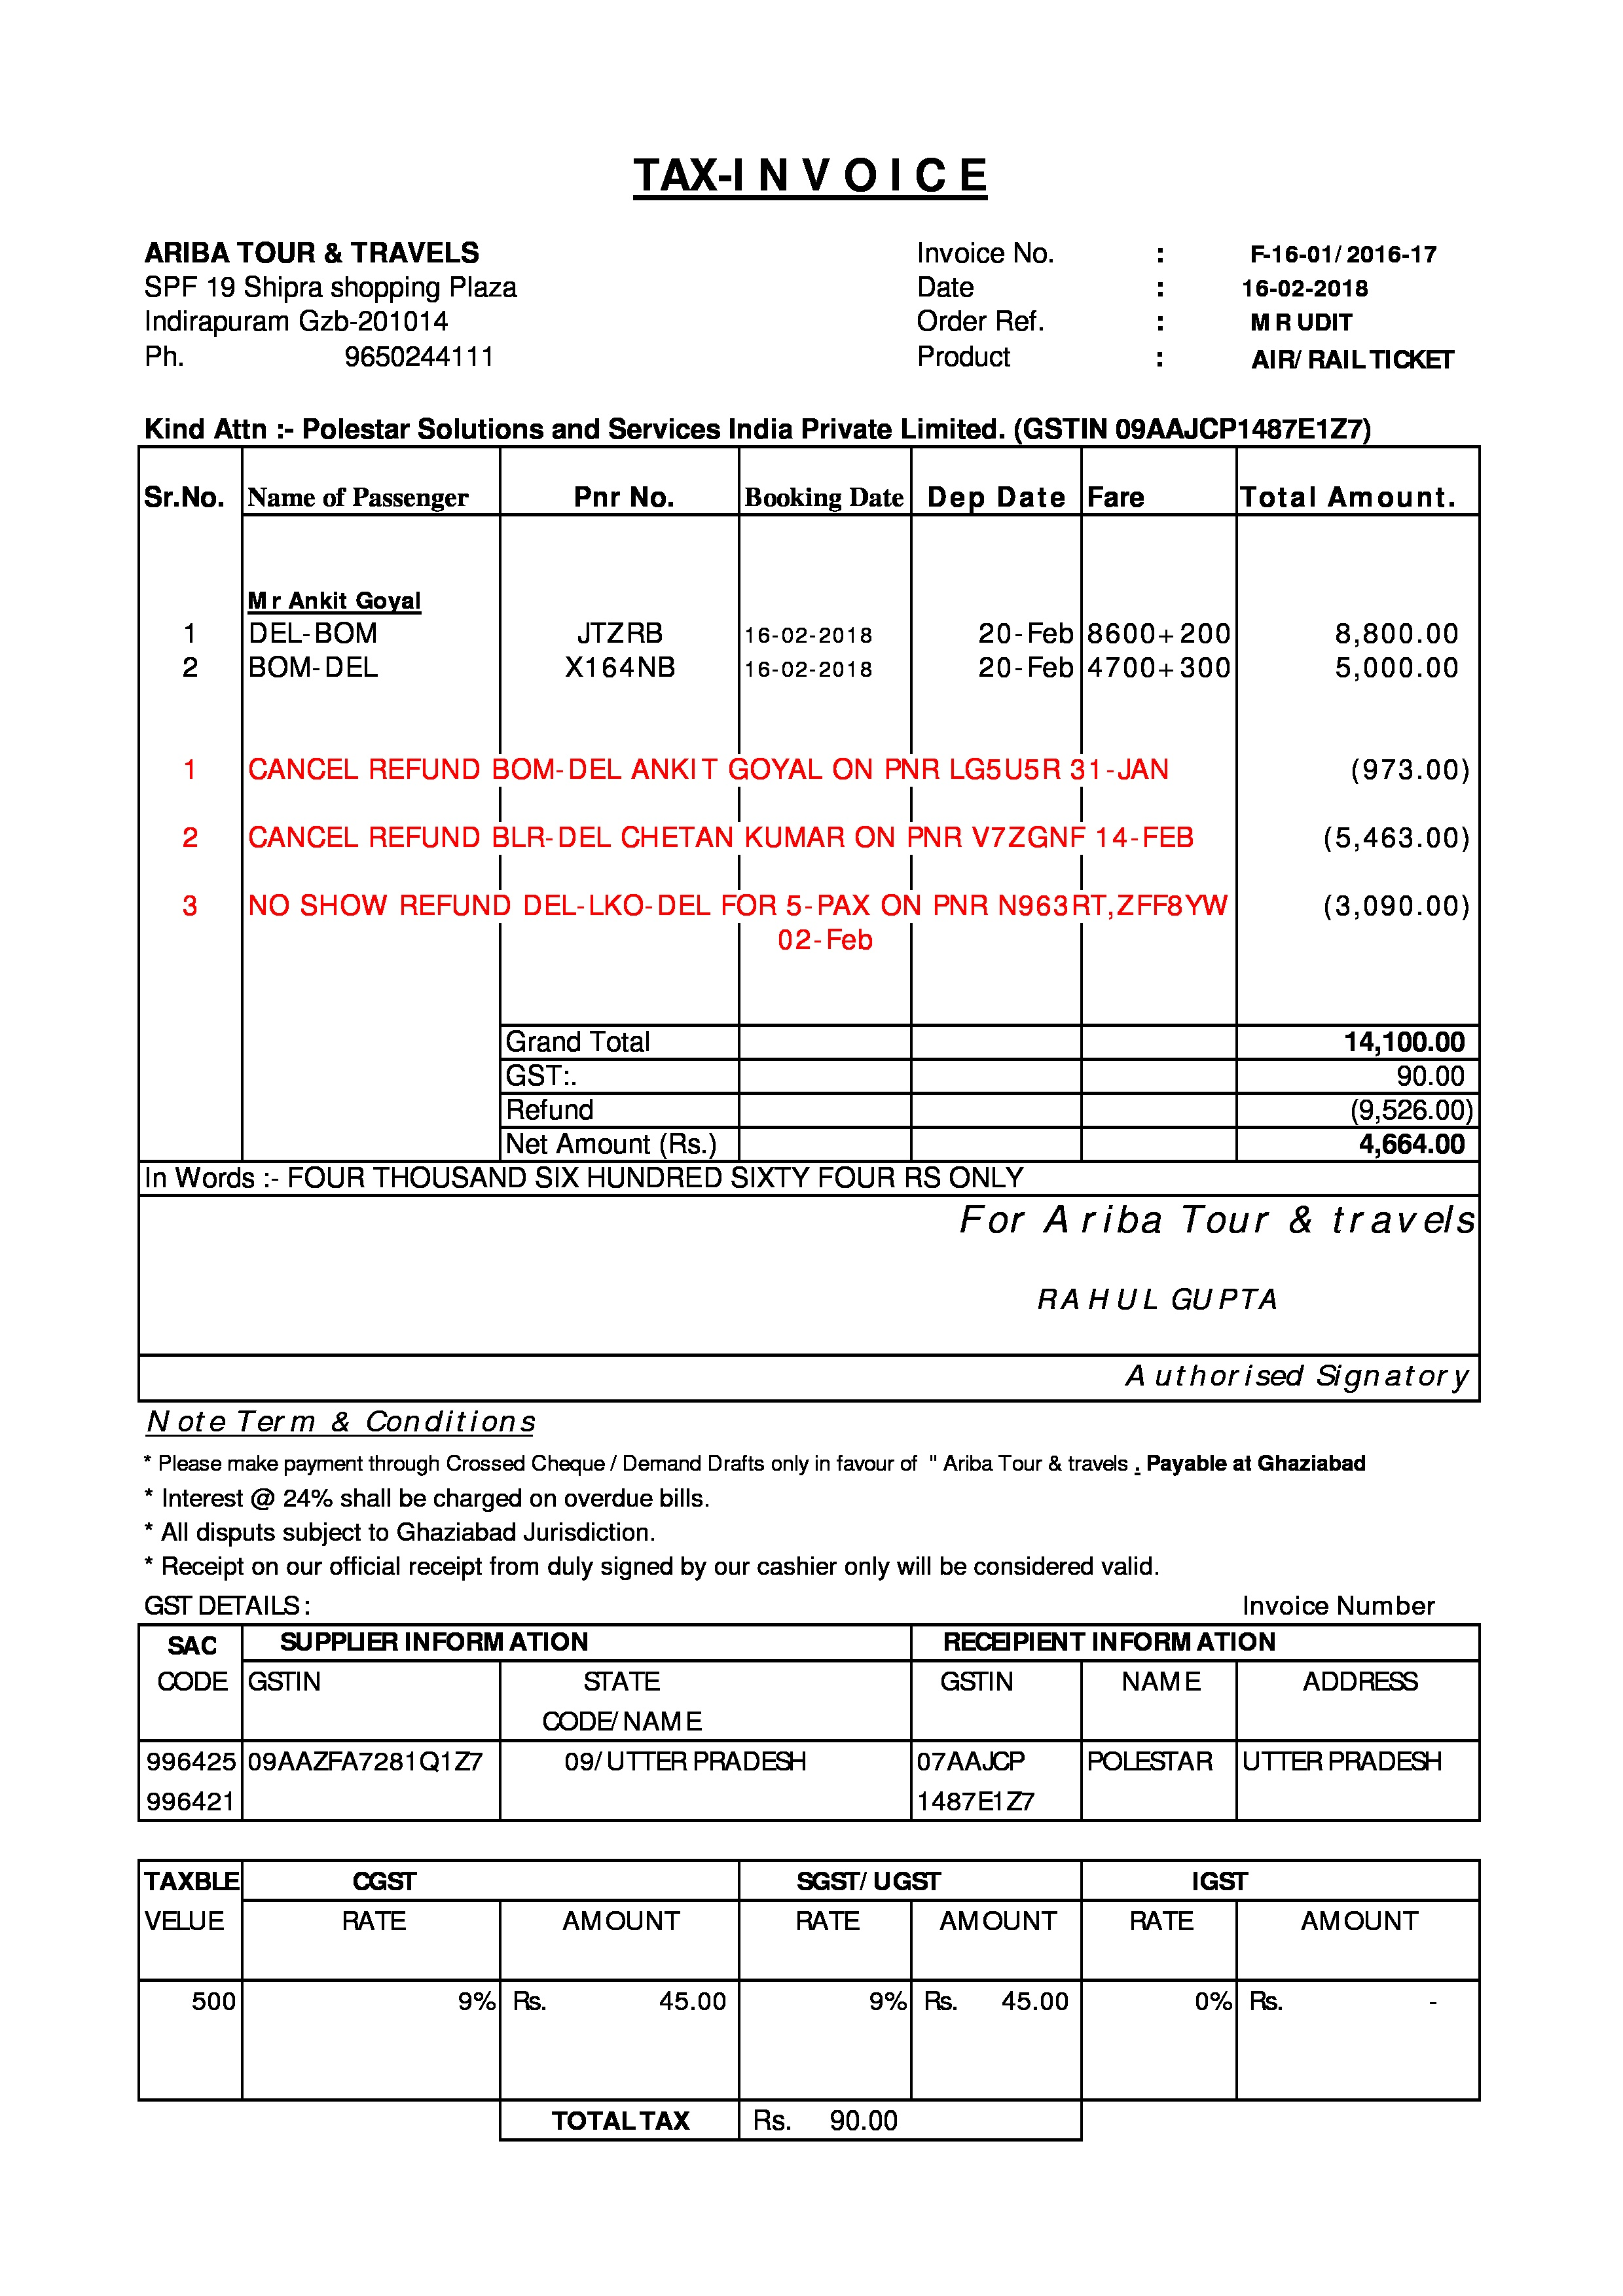 TAX-I N V O I C E
ARIBA TOUR & TRAVELS Invoice No. : F-16-01/ 2016-17
SPF 19 Shipra shopping Plaza Date : 16-02-2018
Indirapuram Gzb-201014 Order Ref. : M R UDIT
Ph. 9650244111 Product : AIR/ RAIL TICKET
Kind Attn :- Polestar Solutions and Services India Private Limited. (GSTIN 09AAJCP1487E1Z7)
Sr.No. Name of Passenger Pnr No. Booking Date Dep Date Fare Total Amount.
Mr Ankit Goyal
1 DEL-BOM JTZRB 16-02-2018 20-Feb 8600+200 8,800.00
2 BOM-DEL X164NB 16-02-2018 20-Feb 4700+300 5,000.00
1 CANCEL REFUND BOM-DEL ANKIT GOYAL ON PNR LG5U5R 31-JAN (973.00)
2 CANCEL REFUND BLR-DEL CHETAN KUMAR ON PNR V7ZGNF 14-FEB (5,463.00)
3 NO SHOW REFUND DEL-LKO-DEL FOR 5-PAX ON PNR N963RT,ZFF8YW (3,090.00)
02-Feb
Grand Total 14,100.00
GST:. 90.00
Refund (9,526.00)
Net Amount (Rs.) 4,664.00
In Words :- FOUR THOUSAND SIX HUNDRED SIXTY FOUR RS ONLY
For Ariba Tour & travels
RAHUL GUPTA
Authorised Signatory
Note Term & Conditions
* Please make payment through Crossed Cheque / Demand Drafts only in favour of " Ariba Tour & travels . Payable at Ghaziabad
* Interest @ 24% shall be charged on overdue bills.
* All disputs subject to Ghaziabad Jurisdiction.
* Receipt on our official receipt from duly signed by our cashier only will be considered valid.
GST DETAILS : Invoice Number
SAC SUPPLIER INFORMATION RECEIPIENT INFORMATION
CODE GSTIN STATE GSTIN NAME ADDRESS
CODE/ NAME
996425 09AAZFA7281Q1Z7 09/ UTTER PRADESH 07AAJCP POLESTAR UTTER PRADESH
996421 1487E1Z7
TAXBLE CGST SGST/ UGST IGST
VELUE RATE AMOUNT RATE AMOUNT RATE AMOUNT
500 9% Rs. 45.00 9% Rs. 45.00 0% Rs. -
TOTAL TAX Rs. 90.00